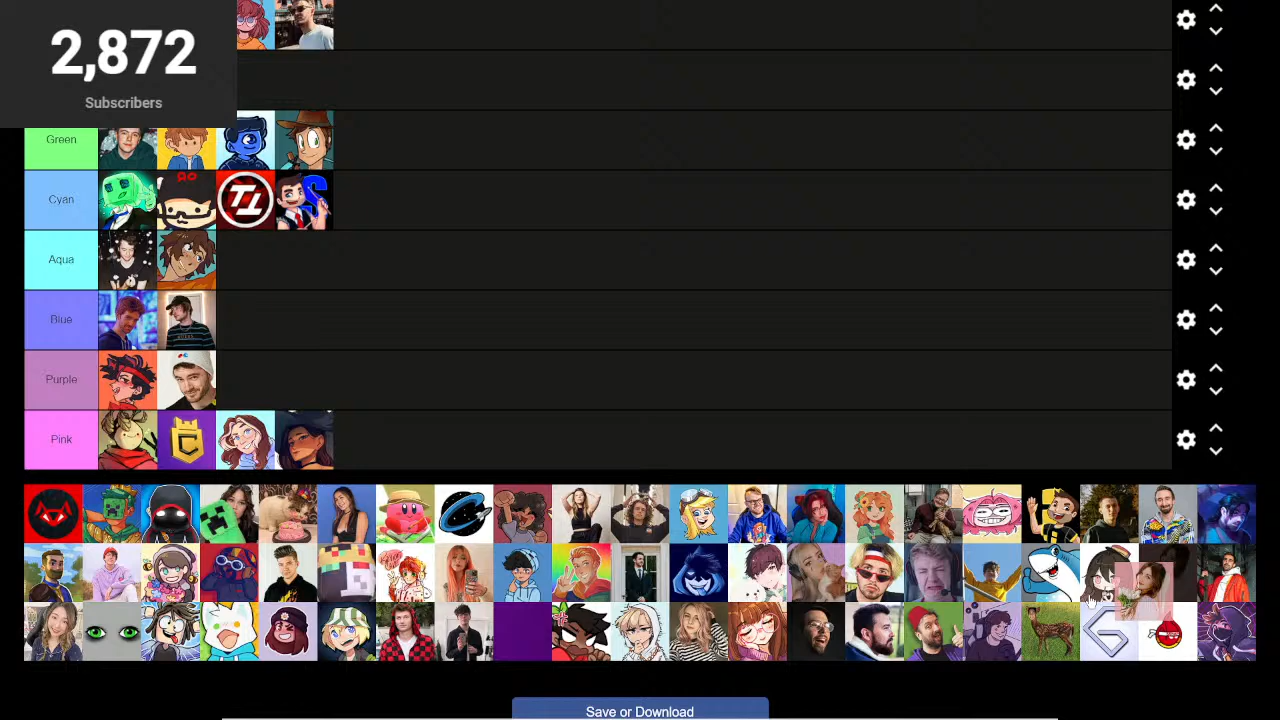 2,872
Subscribers
Green
Cyan
Aqua
Blue
Purple
Pink
Save or Download